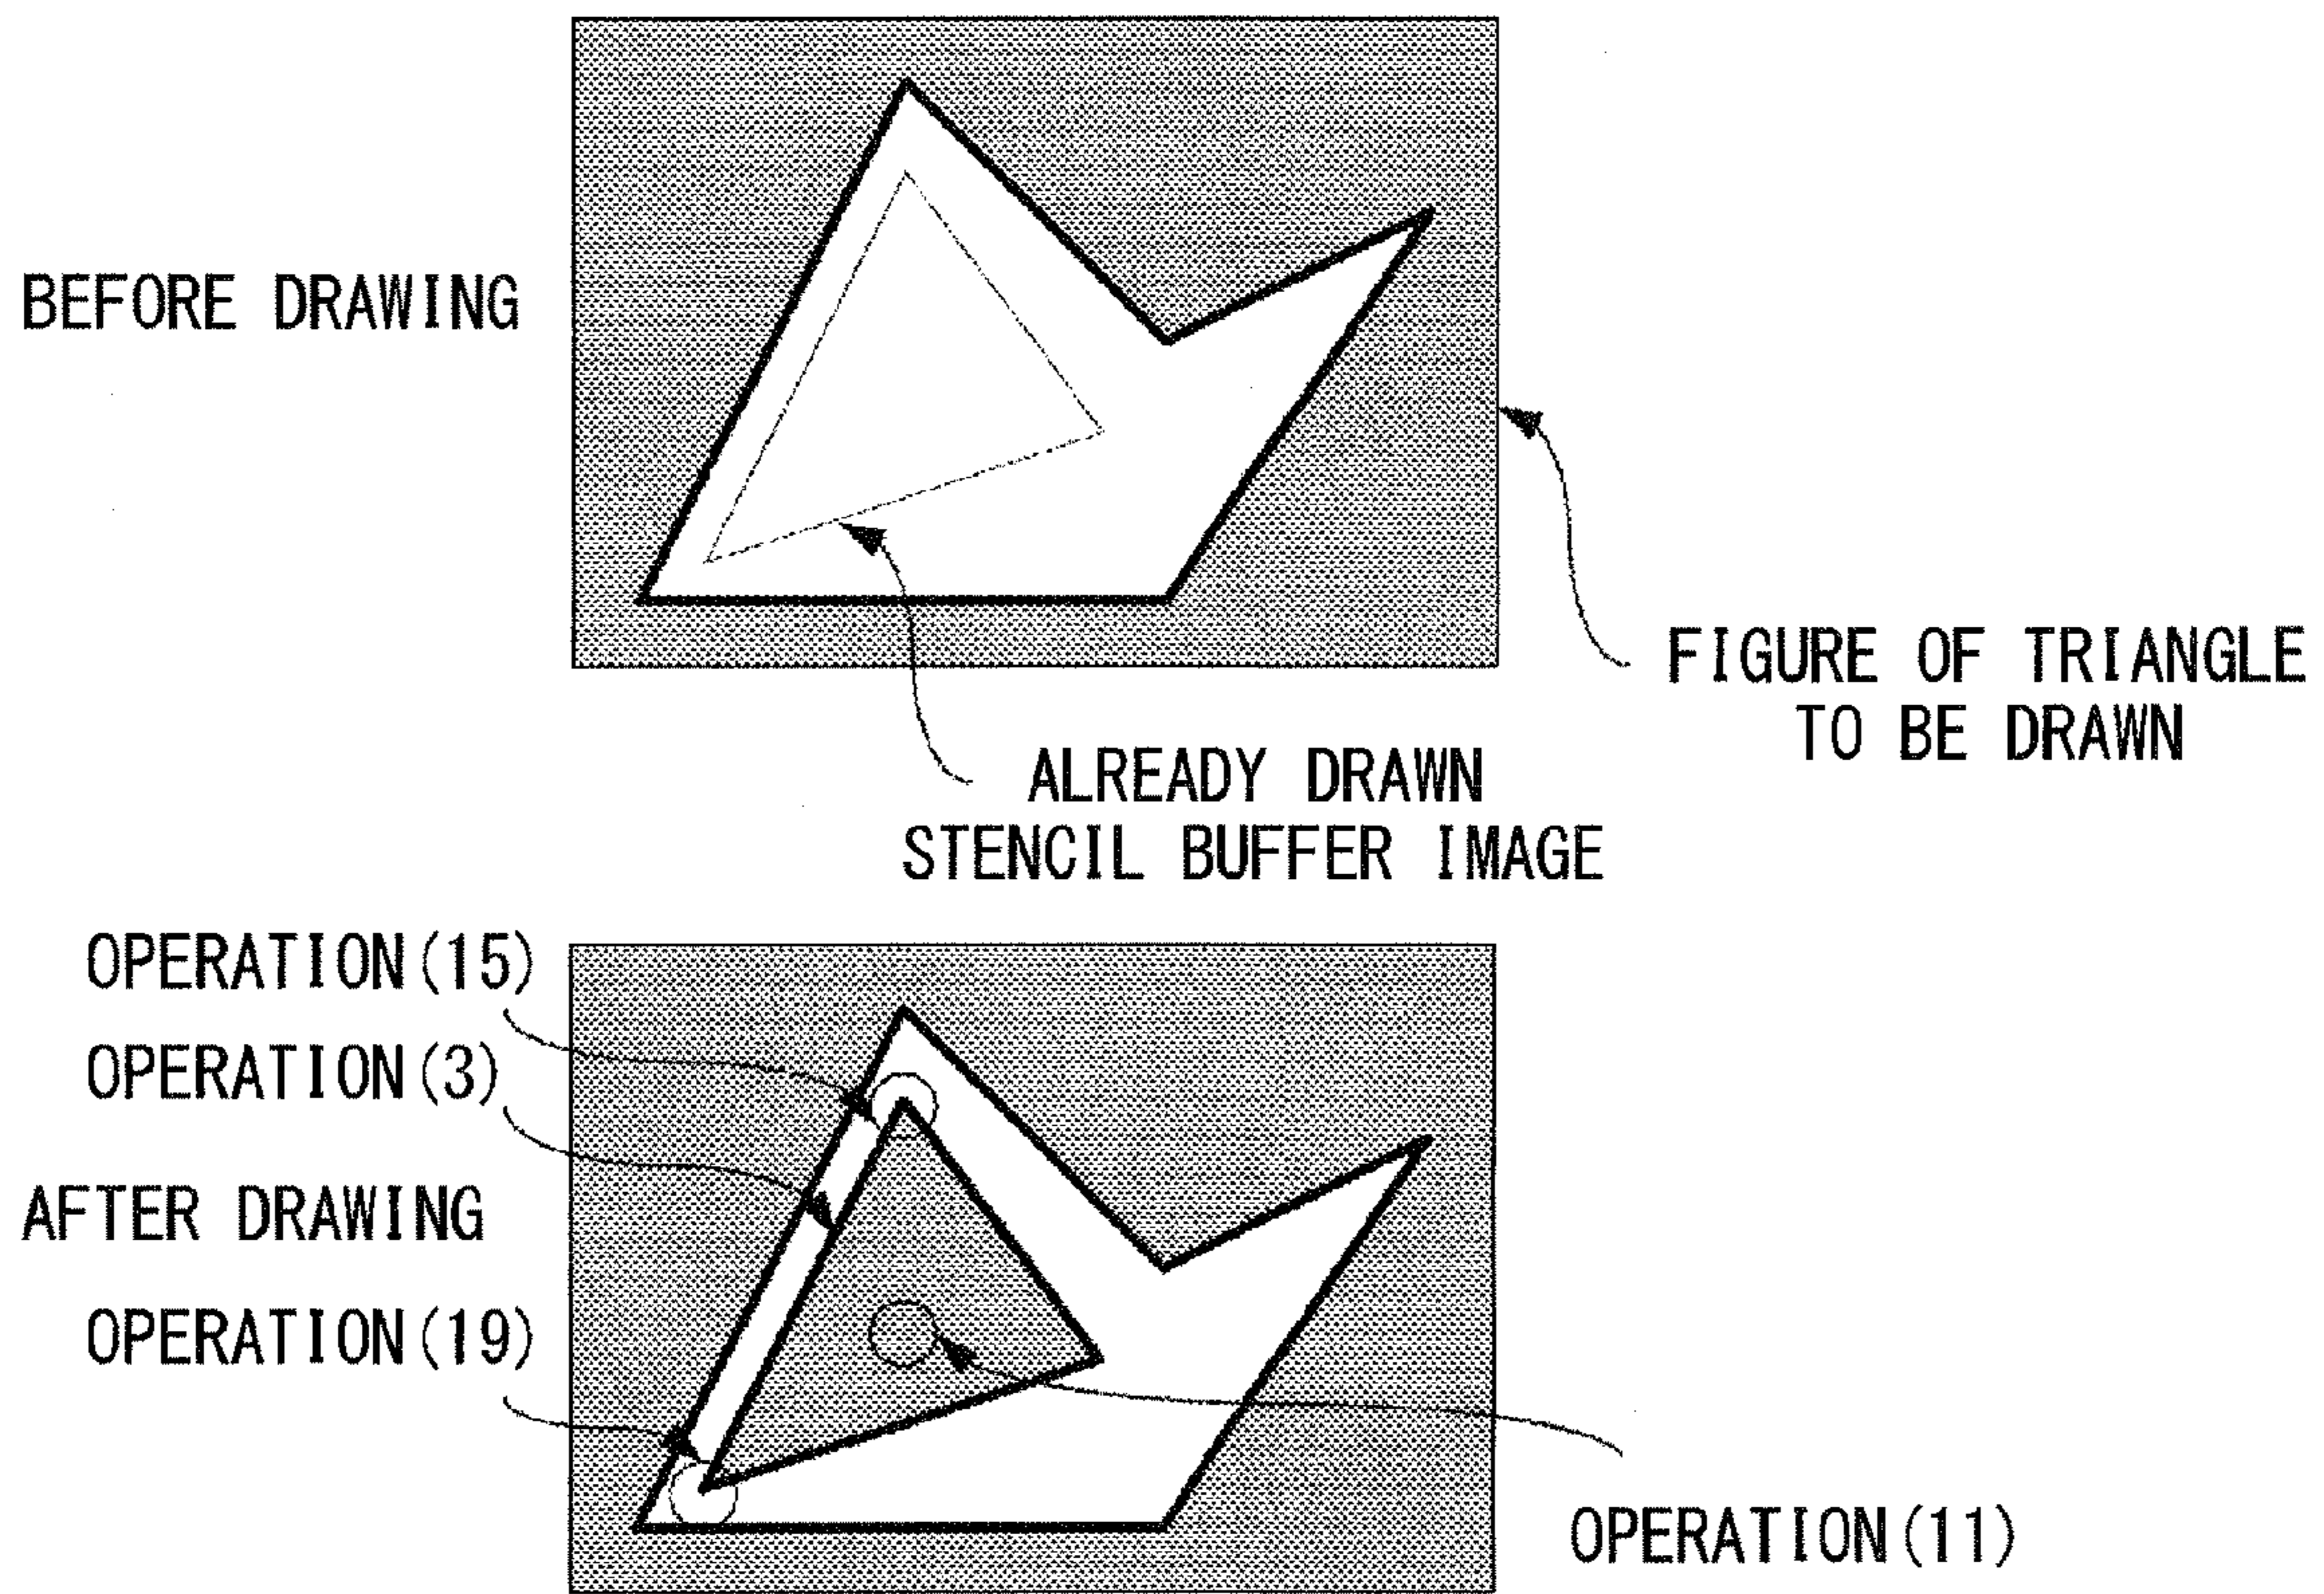 BEFORE DRAWING
FIGURE OF TRIANGLE
TO BE DRAWN
ALREADY DRAWN
STENCIL BUFFER IMAGE
OPERATION(15)
OPERATION(3)
AFTER DRAWING
OPERATION(19)
OPERATION(11)